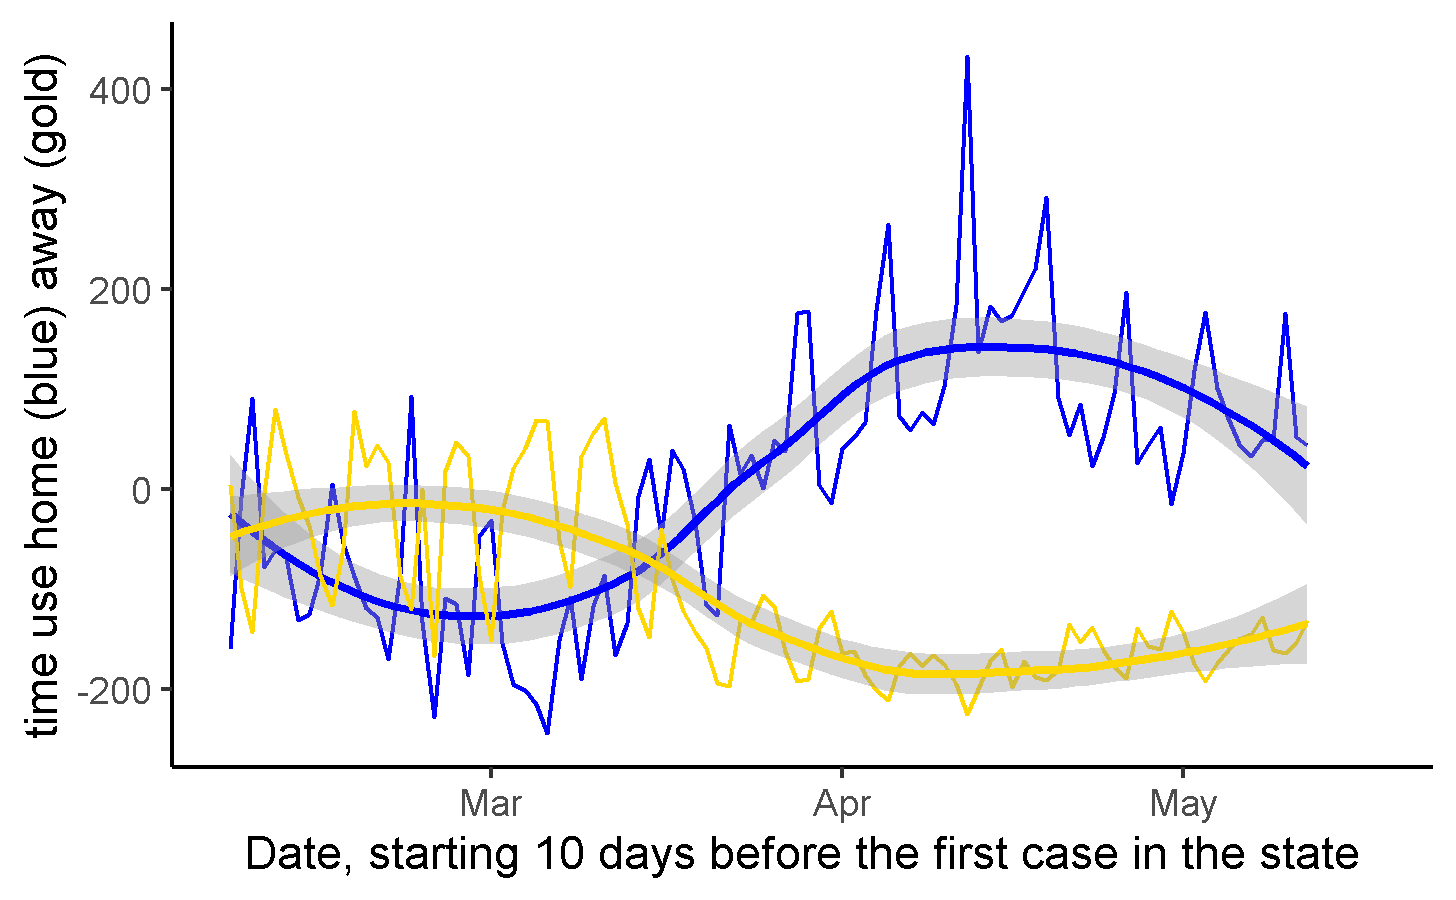 time use home (blue) away (gold)
400
200
0
-200
Mar
Apr
May
Date, starting 10 days before the first case in the state